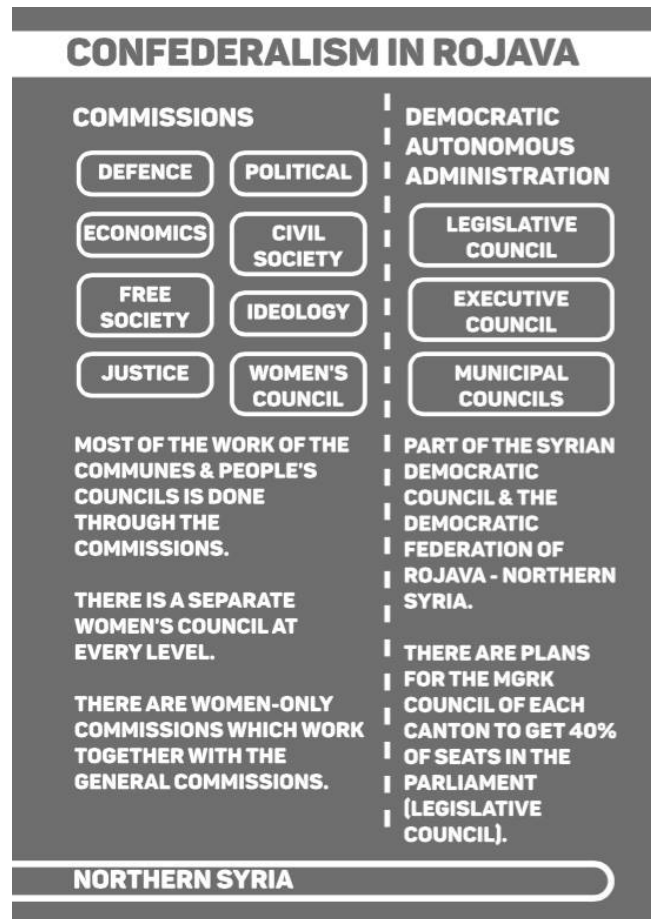 CONFEDERALISM IN ROJAVA
COMMISSIONS
DEFENCE
POLITICAL
ECONOMICS
CIVIL
SOCIETY
FREE
SOCIETY
IDEOLOGY
JUSTICE
WOMEN'S
COUNCIL
MOST OF THE WORK OF THE
COMMUNES & PEOPLE'S
COUNCILS IS DONE
THROUGH THE
COMMISSIONS.
THERE IS A SEPARATE
WOMEN'S COUNCIL AT
EVERY LEVEL.
THERE ARE WOMEN-ONLY
COMMISSIONS WHICH WORK
TOGETHER WITH THE
GENERAL COMMISSIONS.
DEMOCRATIC
AUTONOMOUS
ADMINISTRATION
LEGISLATIVE
COUNCIL
EXECUTIVE
COUNCIL
MUNICIPAL
COUNCILS
PART OF THE SYRIAN
DEMOCRATIC
COUNCIL & THE
DEMOCRATIC
FEDERATION OF
ROJAVA - NORTHERN
SYRIA.
THERE ARE PLANS
FOR THE MGRK
COUNCIL OF EACH
CANTON TO GET 40%
OF SEATS IN THE
PARLIAMENT
(LEGISLATIVE
COUNCIL).
NORTHERN SYRIA